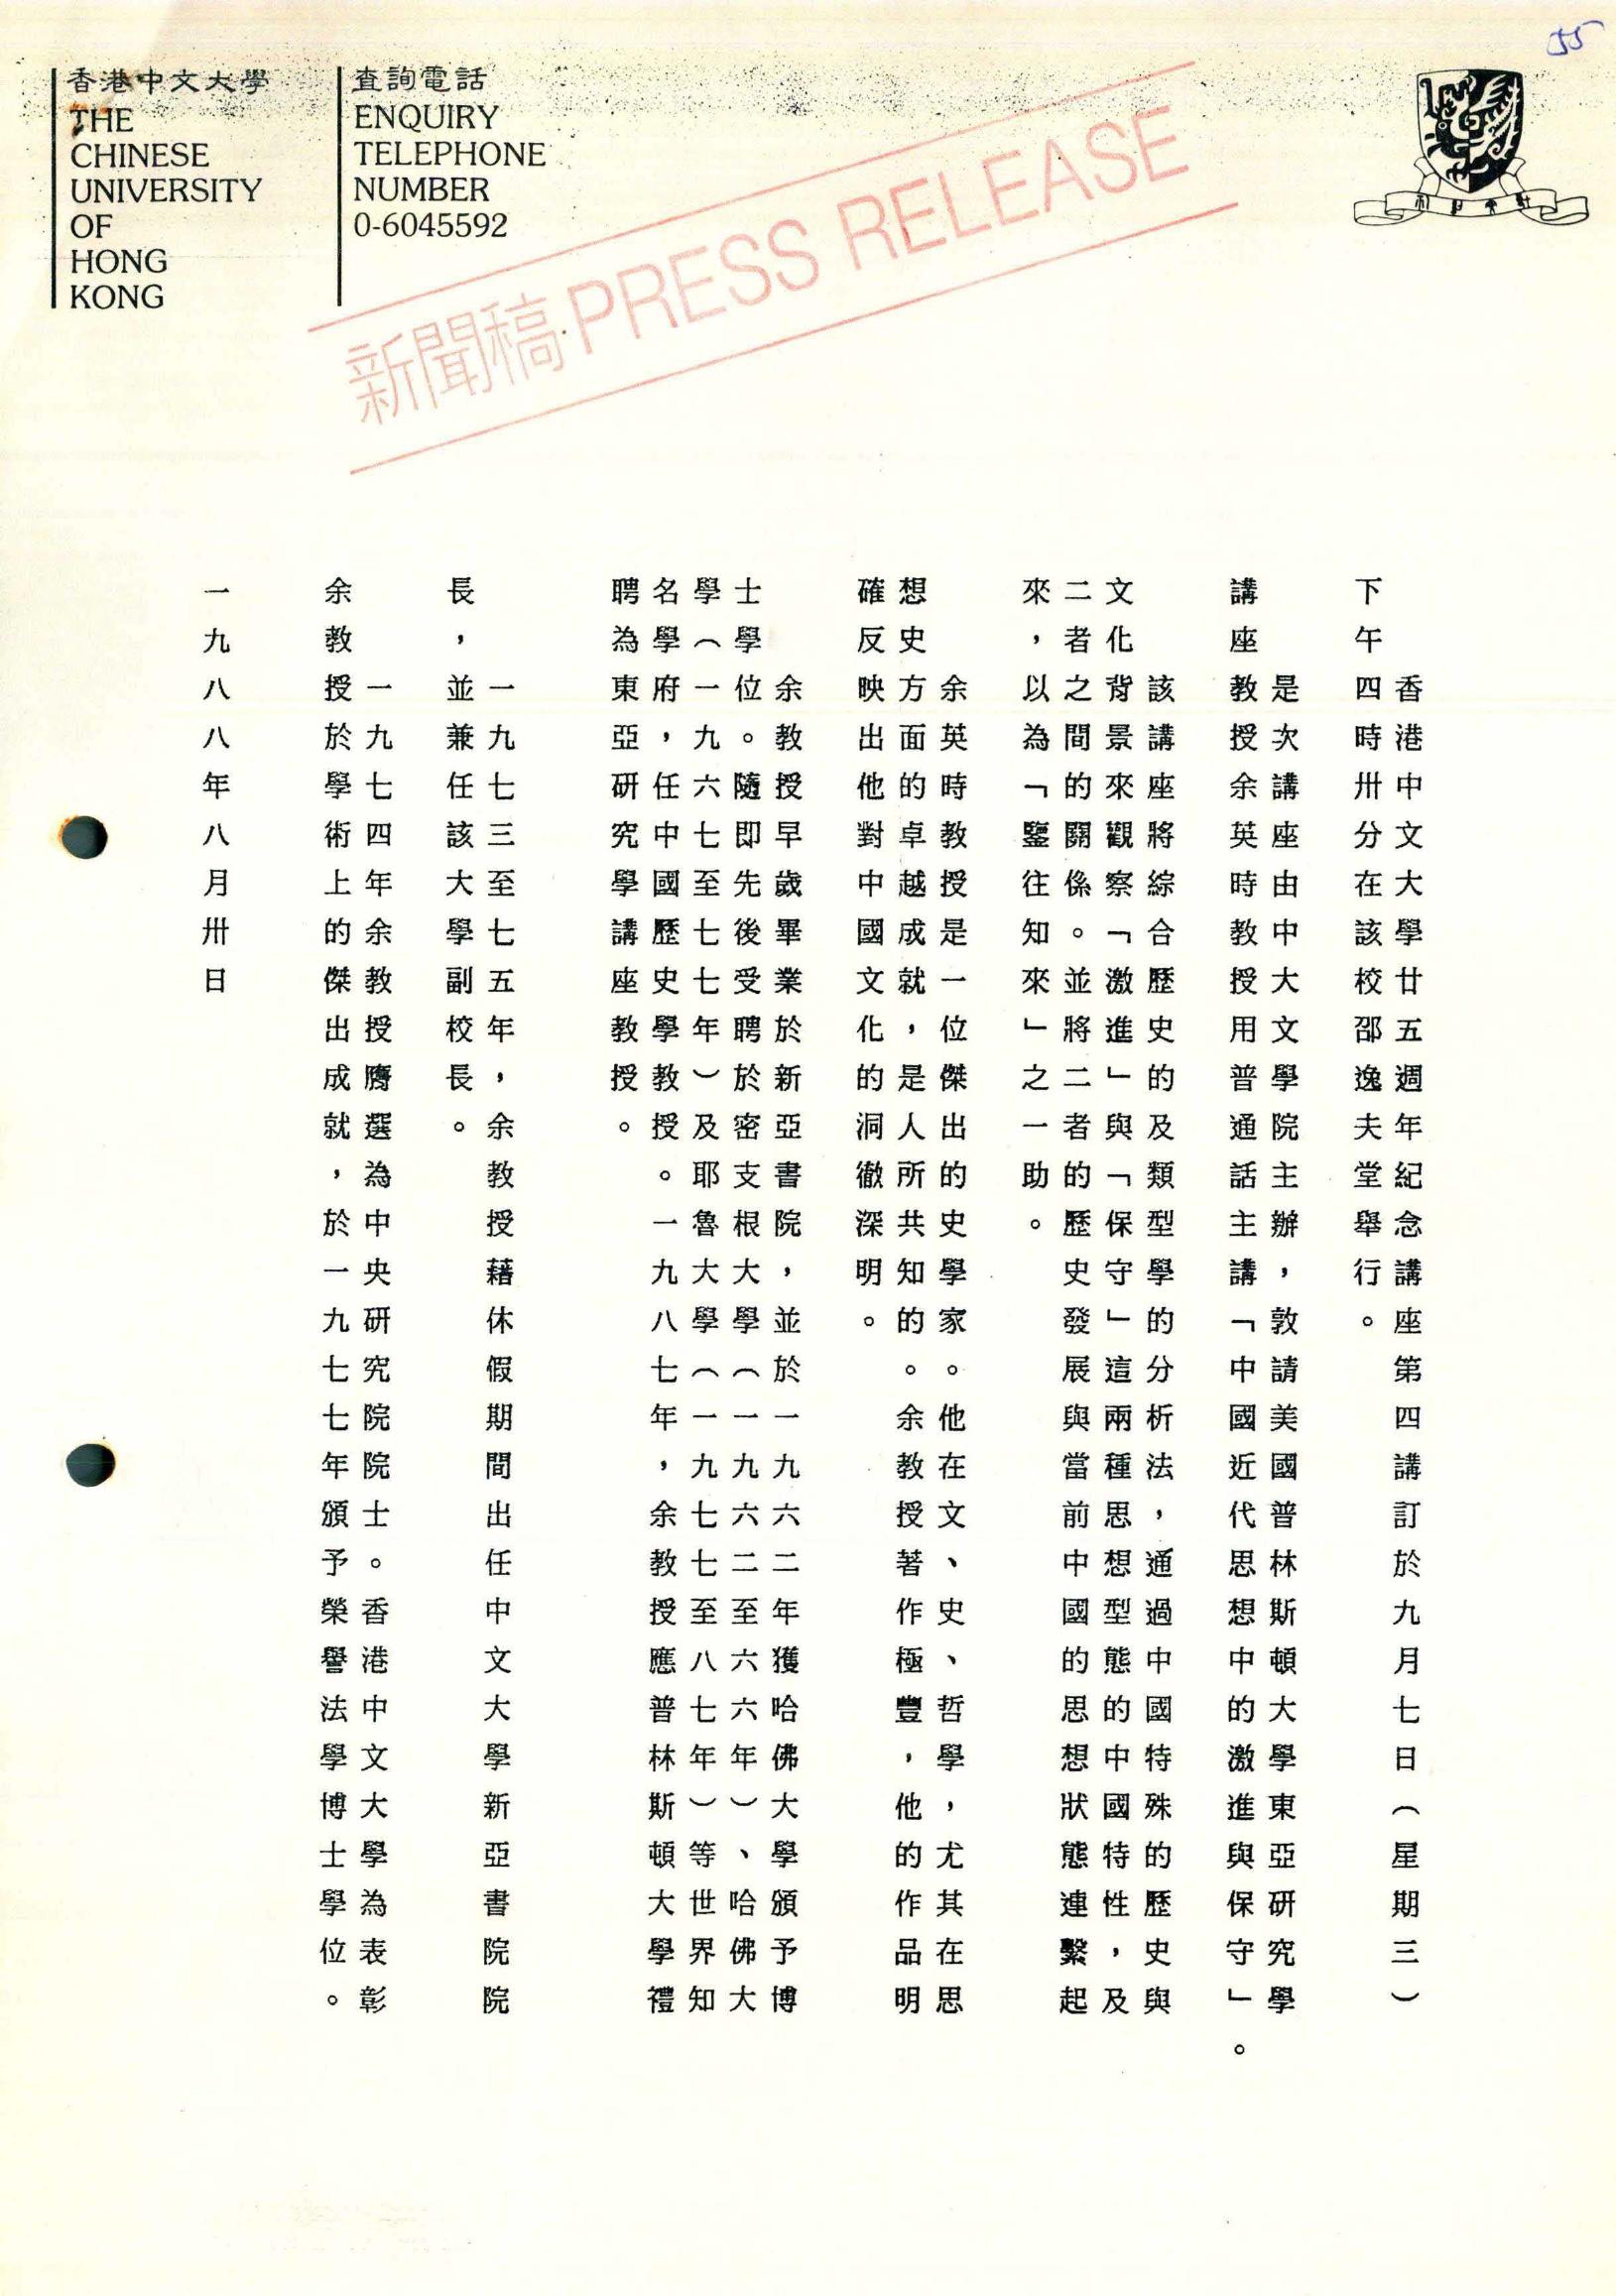 55
香港中文大學
THE
CHINESE
UNIVERSITY
OF
HONG
KONG
查詢電話
ENQUIRY
TELEPHONE
NUMBER
0-6045592
新聞稿 PRESS RELEASE
香港中文大學廿五週年紀念講座第四講訂於九月七日（星期三）
下午四時卅分在該校邵逸夫堂舉行。
是次講座由中大文學院主辦，敦請美國普林斯頓大學東亞研究學
講座教授余英時教授用普通話主講「中國近代思想中的激進與保守」。
該講座將綜合歷史的及類型學的分析法，通過中國特殊的歷史與
文化背景來觀察「激進」與「保守」這兩種思想型態的中國特性，及
二者之間的關係。並將二者的歷史發展與當前中國的思想狀態連繫起
來，以為「鑒往知來」之一助。
余英時教授是一位傑出的史學家。他在文、史、哲學，尤其在思
想史方面的卓越成就，是人所共知的。余教授著作極豐，他的作品明
確反映出他對中國文化的洞徹深明。
余教授早歲畢業於新亞書院，並於一九六二年獲哈佛大學頒予博
士學位。隨即先後受聘於密支根大學（一九六二至六六年）、哈佛大
學（一九六七至七七年）及耶魯大學（一九七七至八七年）等世界知
名學府，任中國歷史學教授。一九八七年，余教授應普林斯頓大學禮
聘為東亞研究學講座教授。
一九七三至七五年，余教授藉休假期間出任中文大學新亞書院院
長，並兼任該大學副校長。
一九七四年余教授膺選為中央研究院院士。香港中文大學為表彰
余教授於學術上的傑出成就，於一九七七年頒予榮譽法學博士學位。
一九八八年八月卅日